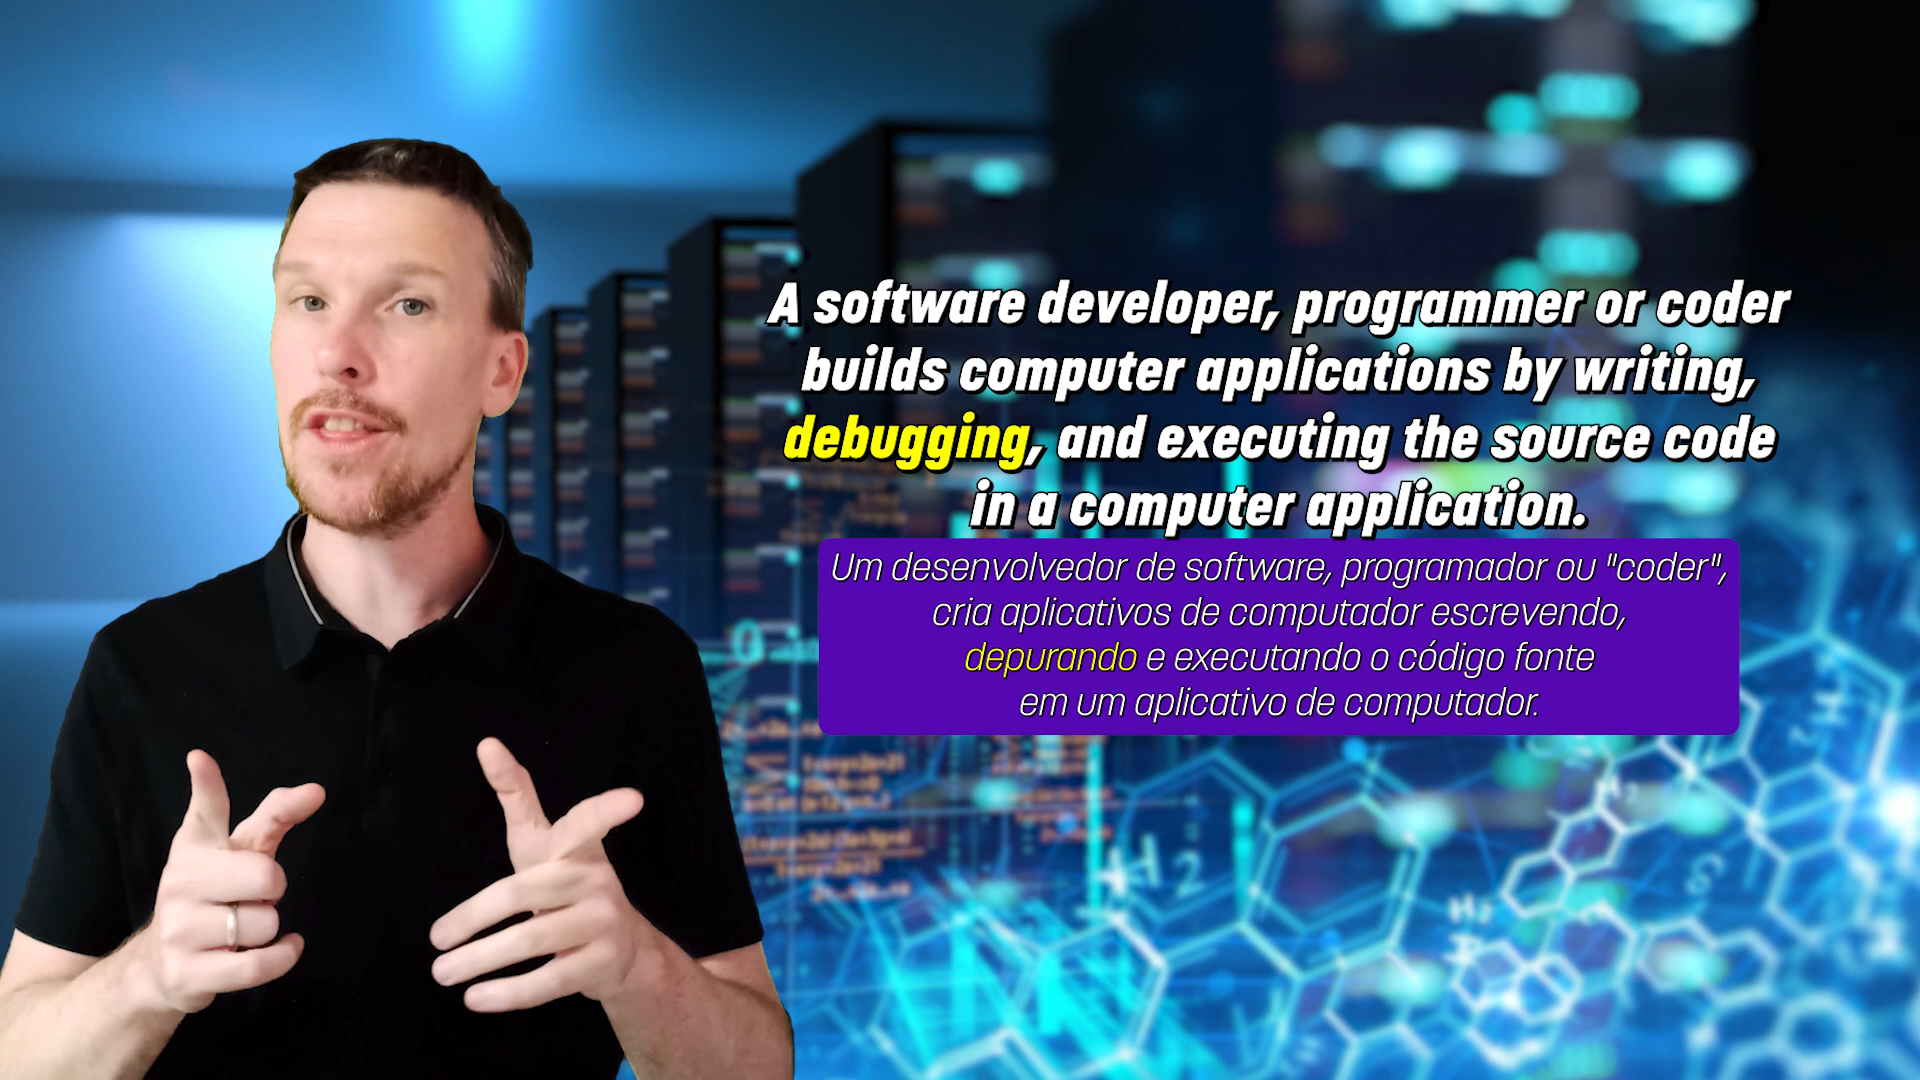 A software developer, programmer or coder
builds computer applications by writing,
debugging, and executing the source code
in a computer application.
Um desenvolvedor de software, programador ou "coder",
cria aplicativos de computador escrevendo,
depurando e executando o código fonte
em um aplicativo de computador.